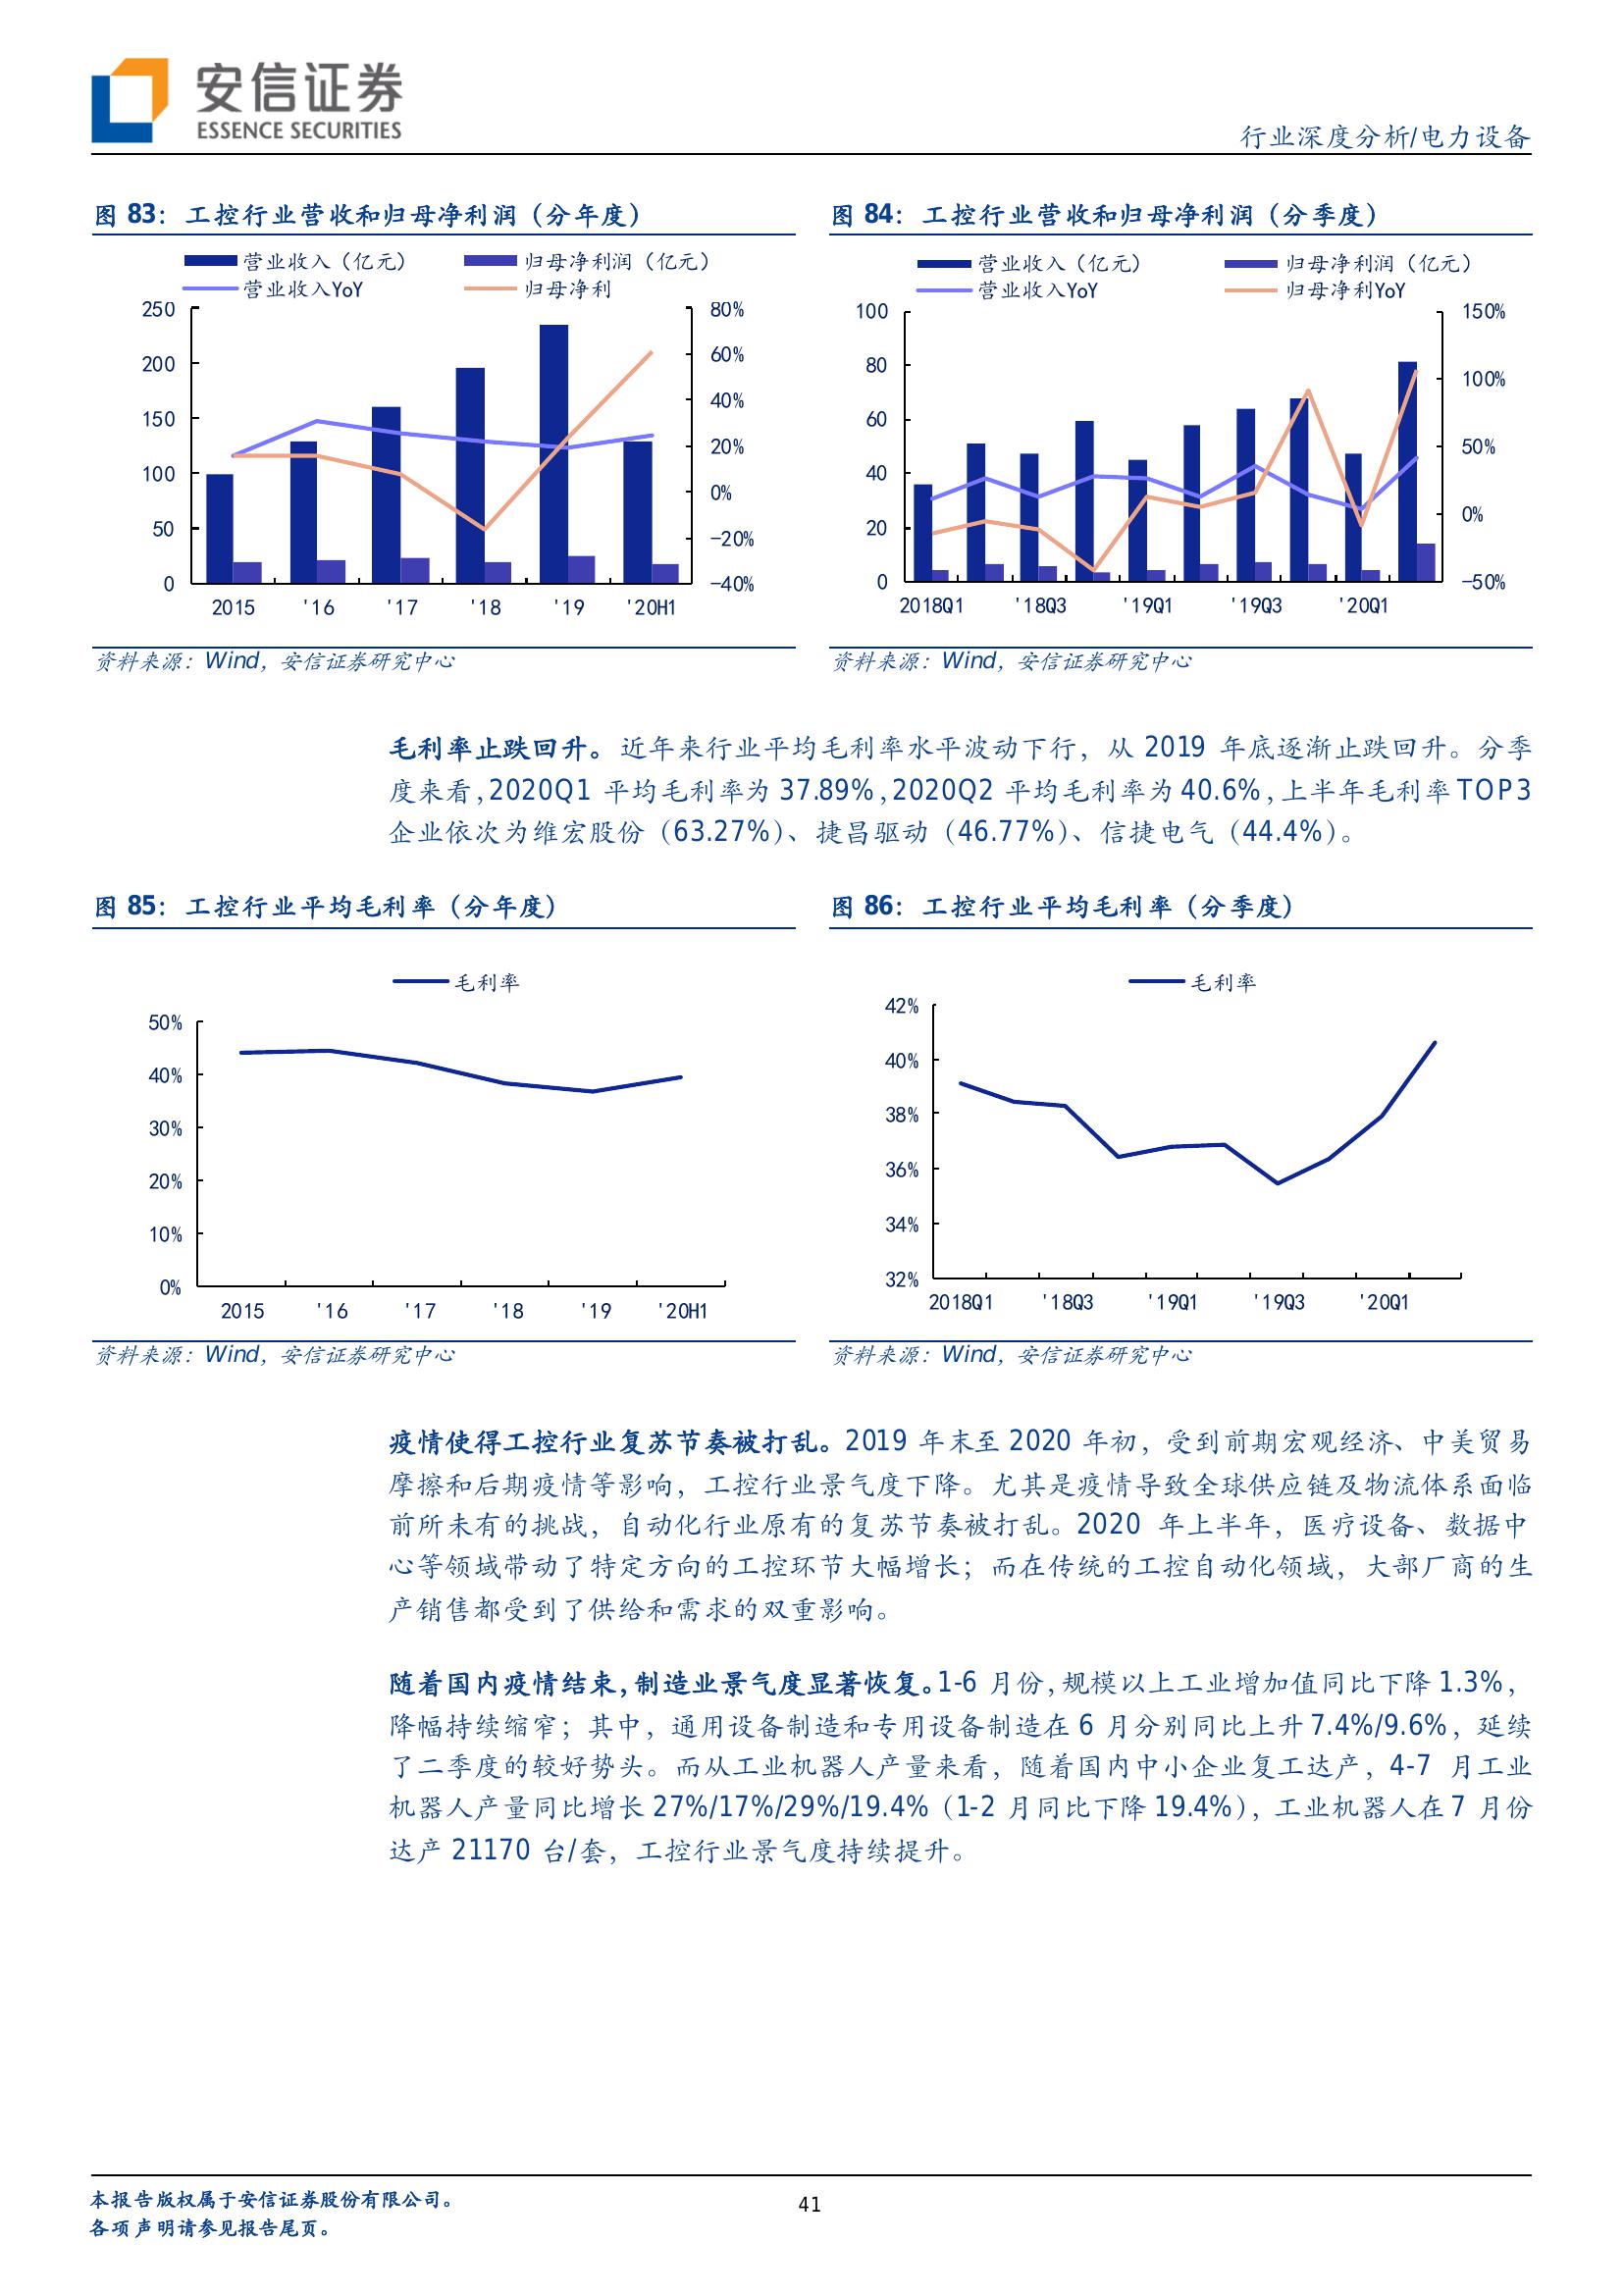 安信证券
ESSENCE SECURITIES
行业深度分析/电力设备
图 83：工控行业营收和归母净利润（分年度）
营业收入（亿元）
归母净利润（亿元）
营业收入YoY
归母净利
250
200
150
100
50
0
80%
60%
40%
20%
0%
-20%
-40%
2015 '16 '17 '18 '19 '20H1
资料来源：Wind，安信证券研究中心
图 84：工控行业营收和归母净利润（分季度）
营业收入（亿元）
归母净利润（亿元）
营业收入YoY
归母净利YoY
100
80
60
40
20
0
150%
100%
50%
0%
-50%
2018Q1 '18Q3 '19Q1 '19Q3 '20Q1
资料来源：Wind，安信证券研究中心
毛利率止跌回升。近年来行业平均毛利率水平波动下行，从 2019 年底逐渐止跌回升。分季
度来看，2020Q1 平均毛利率为 37.89%，2020Q2 平均毛利率为 40.6%，上半年毛利率 TOP3
企业依次为维宏股份（63.27%）、捷昌驱动（46.77%）、信捷电气（44.4%）。
图 85：工控行业平均毛利率（分年度）
毛利率
50%
40%
30%
20%
10%
0%
2015 '16 '17 '18 '19 '20H1
资料来源：Wind，安信证券研究中心
图 86：工控行业平均毛利率（分季度）
毛利率
42%
40%
38%
36%
34%
32%
2018Q1 '18Q3 '19Q1 '19Q3 '20Q1
资料来源：Wind，安信证券研究中心
疫情使得工控行业复苏节奏被打乱。2019 年末至 2020 年初，受到前期宏观经济、中美贸易
摩擦和后期疫情等影响，工控行业景气度下降。尤其是疫情导致全球供应链及物流体系面临
前所未有的挑战，自动化行业原有的复苏节奏被打乱。2020 年上半年，医疗设备、数据中
心等领域带动了特定方向的工控环节大幅增长；而在传统的工控自动化领域，大部厂商的生
产销售都受到了供给和需求的双重影响。
随着国内疫情结束，制造业景气度显著恢复。1-6 月份，规模以上工业增加值同比下降 1.3%，
降幅持续缩窄；其中，通用设备制造和专用设备制造在 6 月分别同比上升 7.4%/9.6%，延续
了二季度的较好势头。而从工业机器人产量来看，随着国内中小企业复工达产，4-7 月工业
机器人产量同比增长 27%/17%/29%/19.4%（1-2 月同比下降 19.4%），工业机器人在 7 月份
达产 21170 台/套，工控行业景气度持续提升。
本报告版权属于安信证券股份有限公司。
各项声明请参见报告尾页。
41